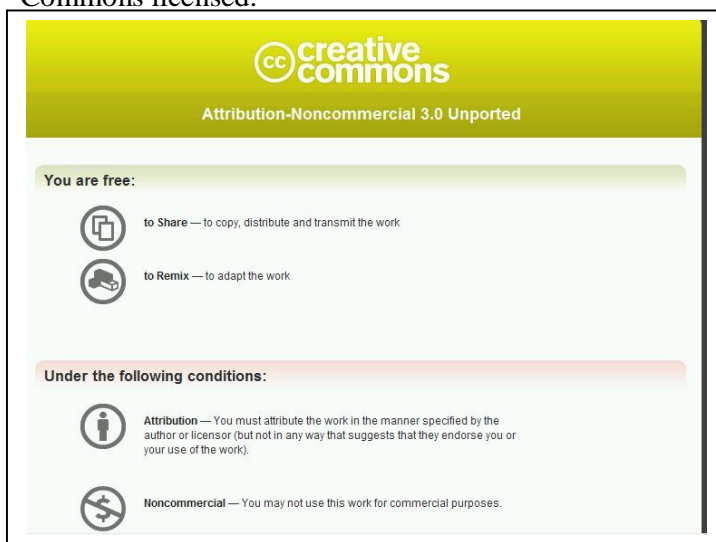 Commons licensed.
cc creative
commons
Attribution-Noncommercial 3.0 Unported
You are free:
to Share — to copy, distribute and transmit the work
to Remix — to adapt the work
Under the following conditions:
Attribution — You must attribute the work in the manner specified by the
author or licensor (but not in any way that suggests that they endorse you or
your use of the work).
Noncommercial — You may not use this work for commercial purposes.